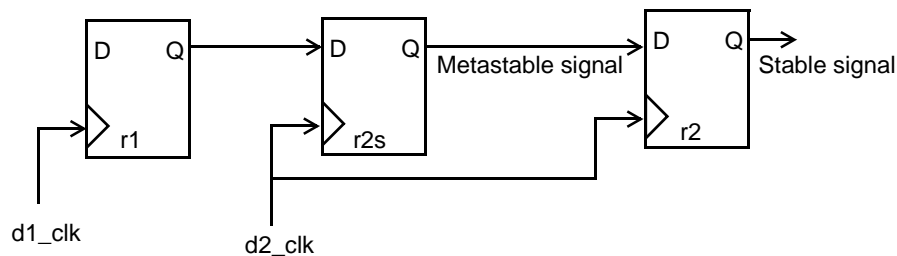 D Q
r1
D Q
r2s
Metastable signal
D Q
r2
Stable signal
d1_clk
d2_clk